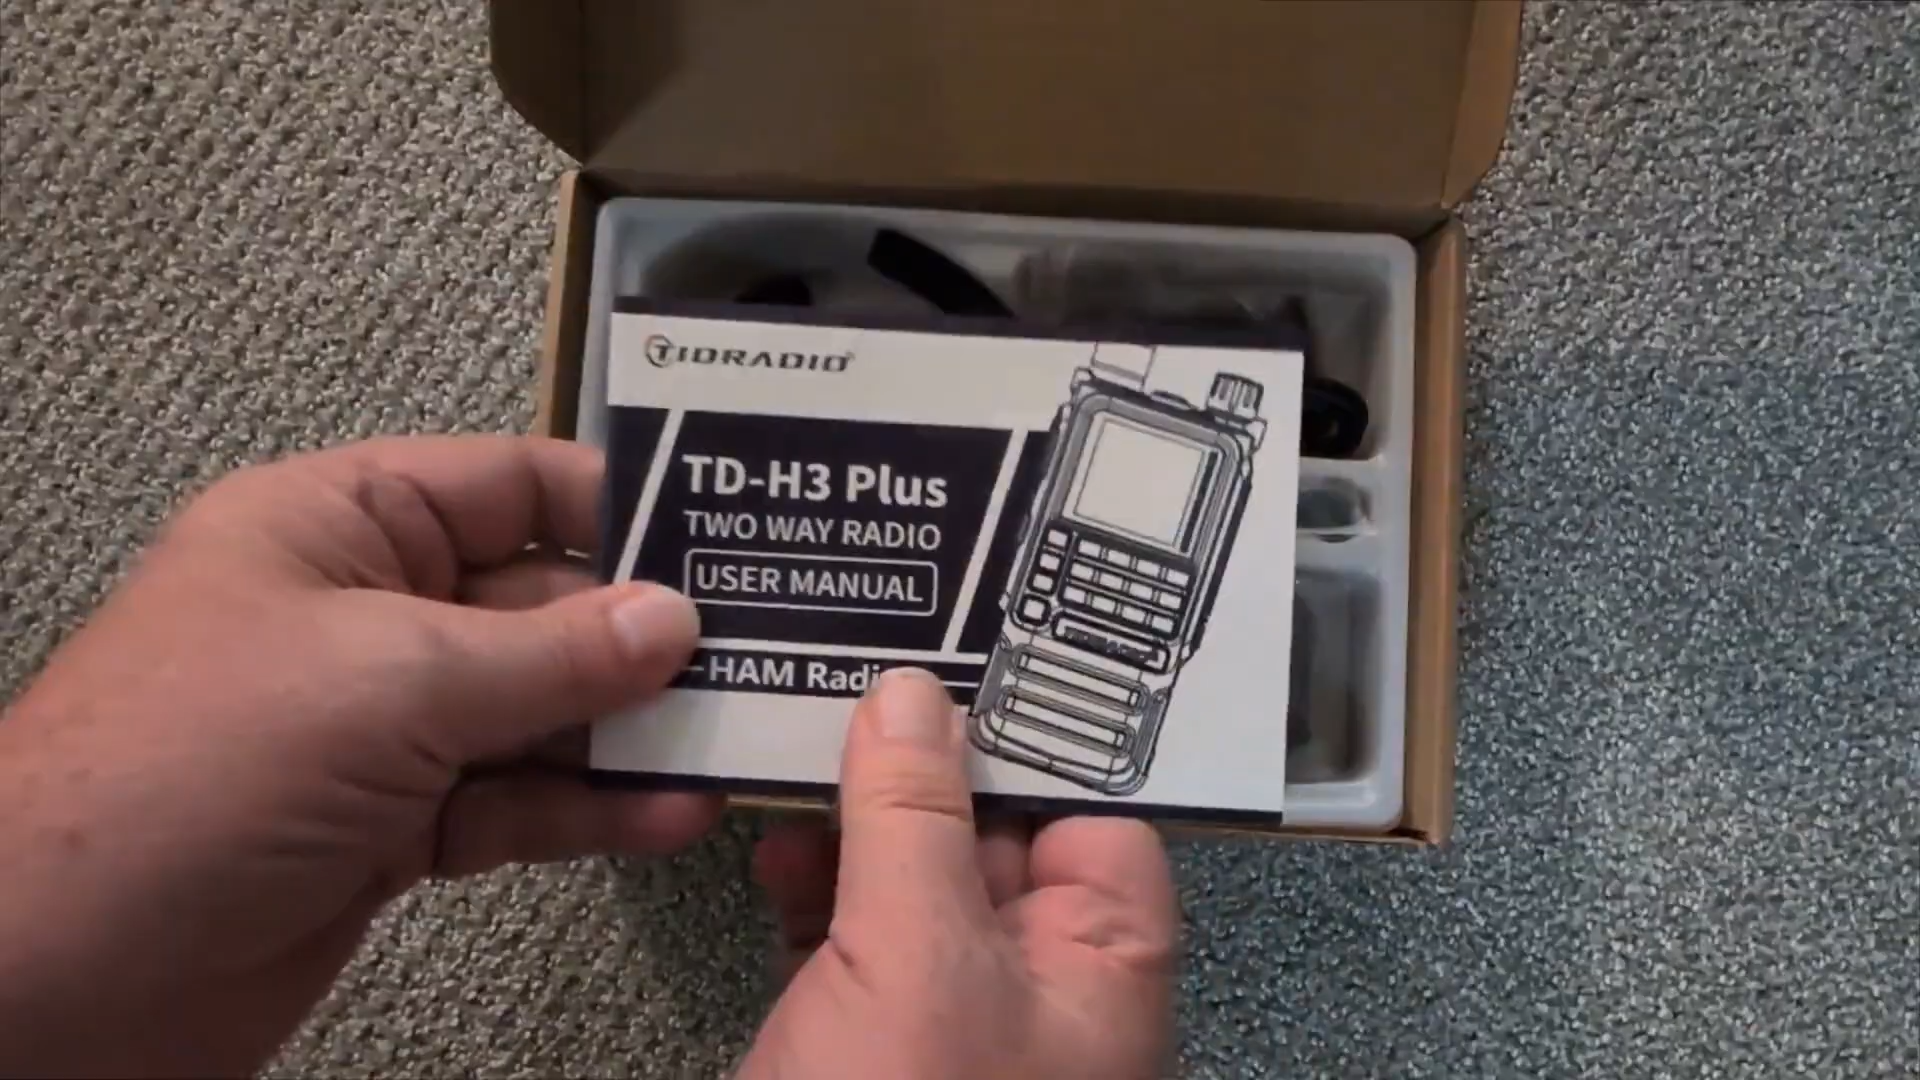 TIDRADIO
TD-H3 Plus
TWO WAY RADIO
USER MANUAL
HAM Radi